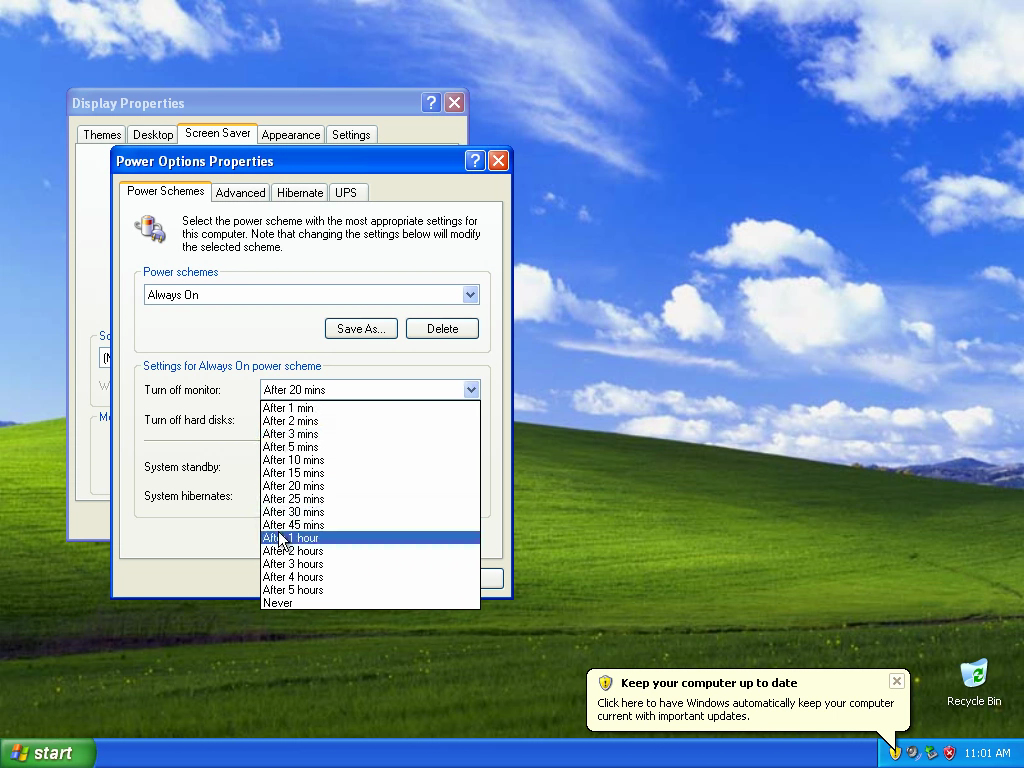 Display Properties
Themes
Desktop
Screen Saver
Appearance
Settings
Power Options Properties
Power Schemes
Advanced
Hibernate
UPS
Select the power scheme with the most appropriate settings for
this computer. Note that changing the settings below will modify
the selected scheme.
Power schemes
Always On
Save As...
Delete
Settings for Always On power scheme
Turn off monitor:
After 20 mins
Turn off hard disks:
System standby:
System hibernates:
After 1 min
After 2 mins
After 3 mins
After 5 mins
After 10 mins
After 15 mins
After 20 mins
After 25 mins
After 30 mins
After 45 mins
After 1 hour
After 2 hours
After 3 hours
After 4 hours
After 5 hours
Never
Keep your computer up to date
Click here to have Windows automatically keep your computer
current with important updates.
Recycle Bin
start
11:01 AM